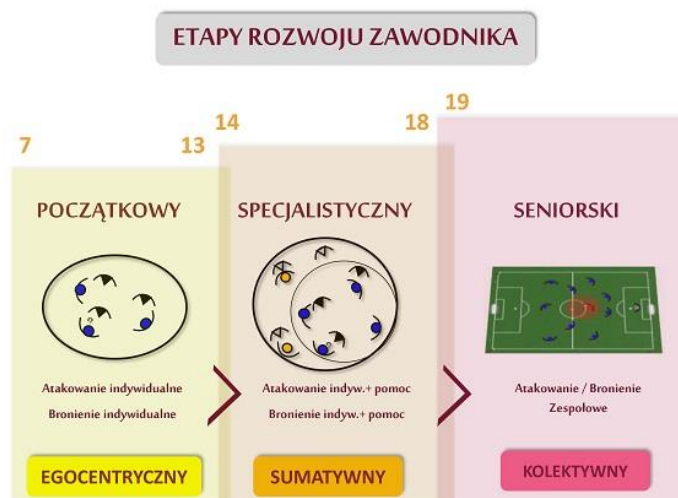 ETAPY ROZWOJU ZAWODNIKA
7
13
14
18
19
POCZĄTKOWY
Atakowanie indywidualne
Bronienie indywidualne
EGOCENTRYCZNY
SPECJALISTYCZNY
Atakowanie indyw.+ pomoc
Bronienie indyw.+ pomoc
SUMATYWNY
SENIORSKI
Atakowanie / Bronienie
Zespołowe
KOLEKTYWNY